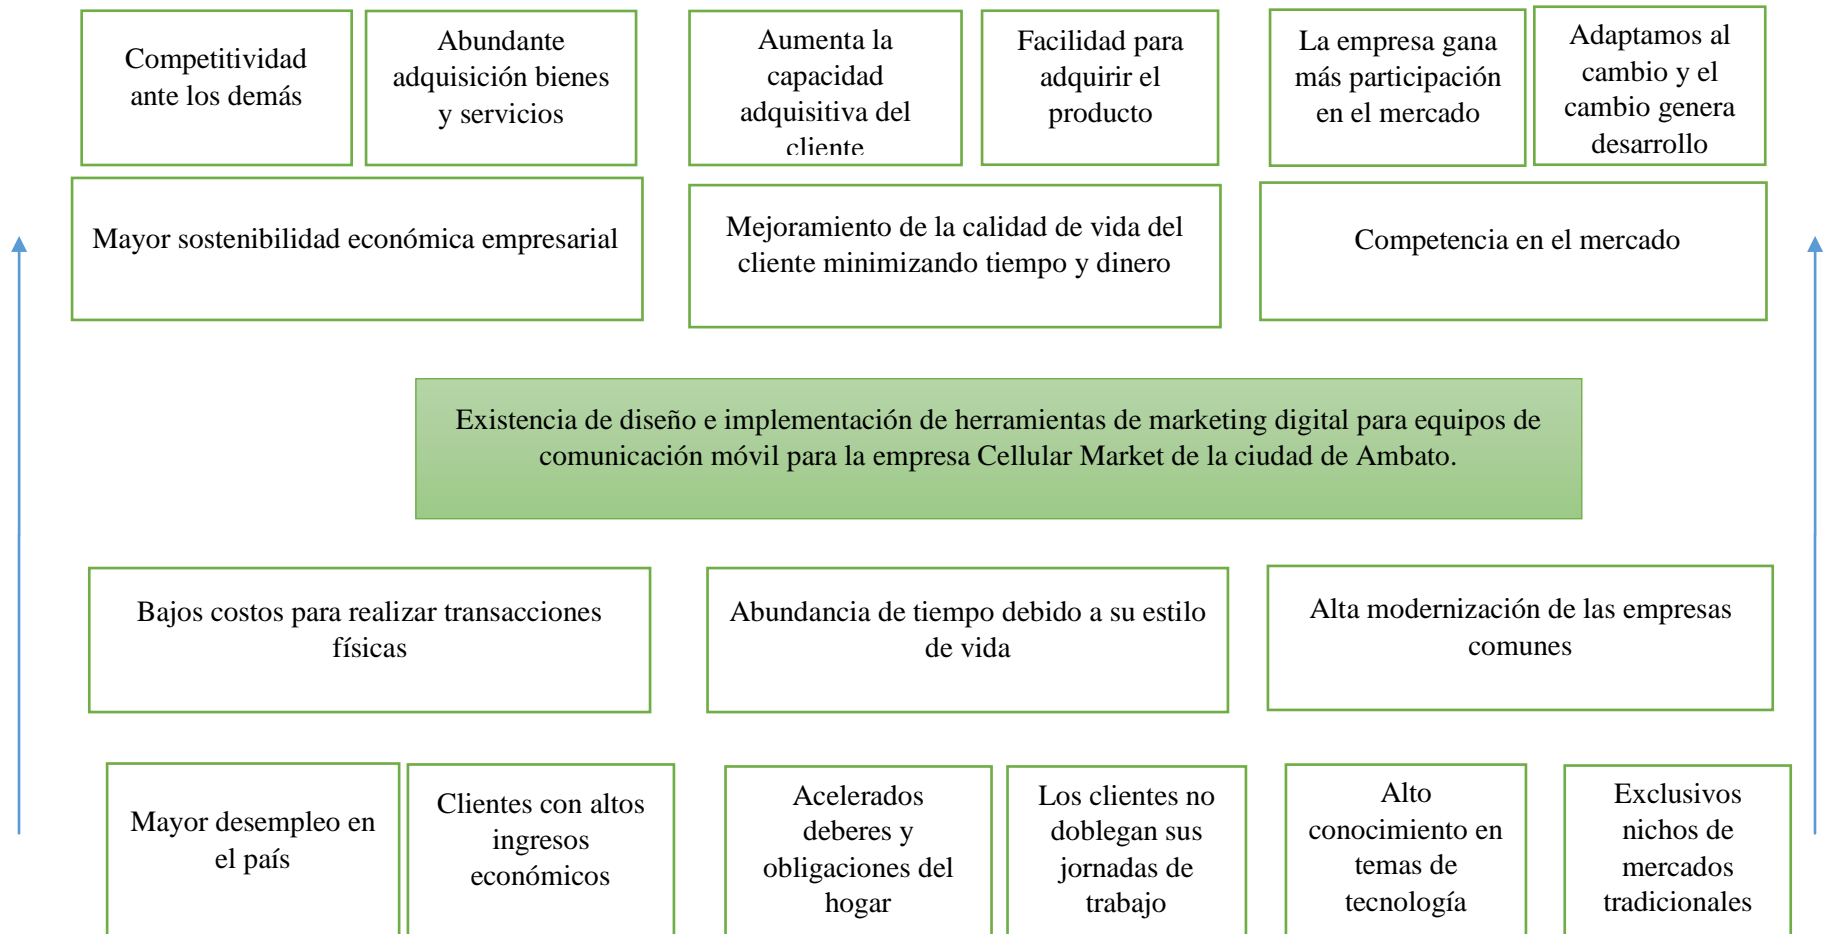 Competitividad
ante los demás
Abundante
adquisición bienes
y servicios
Aumenta la
capacidad
adquisitiva del
cliente
Facilidad para
adquirir el
producto
La empresa gana
más participación
en el mercado
Adaptamos al
cambio y el
cambio genera
desarrollo
Mayor sostenibilidad económica empresarial
Mejoramiento de la calidad de vida del
cliente minimizando tiempo y dinero
Competencia en el mercado
Existencia de diseño e implementación de herramientas de marketing digital para equipos de
comunicación móvil para la empresa Cellular Market de la ciudad de Ambato.
Bajos costos para realizar transacciones
físicas
Abundancia de tiempo debido a su estilo
de vida
Alta modernización de las empresas
comunes
Mayor desempleo en
el país
Clientes con altos
ingresos
económicos
Acelerados
deberes y
obligaciones del
hogar
Los clientes no
doblegan sus
jornadas de
trabajo
Alto
conocimiento en
temas de
tecnología
Exclusivos
nichos de
mercados
tradicionales